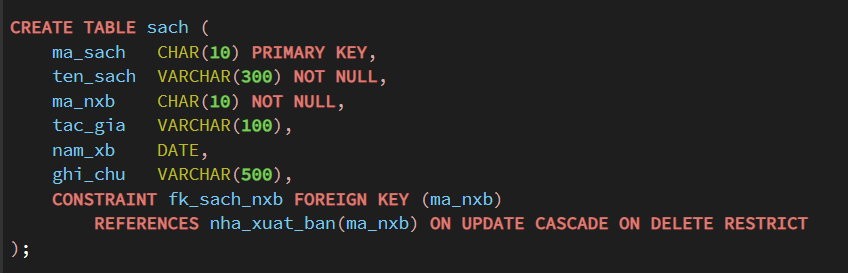 CREATE TABLE sach (
    ma_sach   CHAR(10) PRIMARY KEY,
    ten_sach  VARCHAR(300) NOT NULL,
    ma_nxb    CHAR(10) NOT NULL,
    tac_gia   VARCHAR(100),
    nam_xb    DATE,
    ghi_chu   VARCHAR(500),
    CONSTRAINT fk_sach_nxb FOREIGN KEY (ma_nxb)
        REFERENCES nha_xuat_ban(ma_nxb) ON UPDATE CASCADE ON DELETE RESTRICT
);